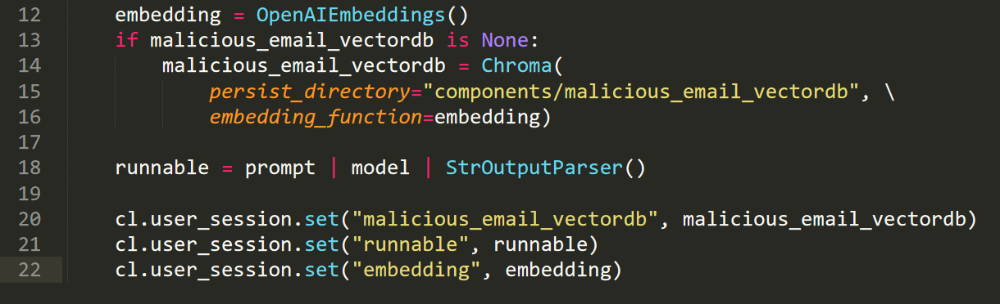 12 embedding = OpenAIEmbeddings()
13 if malicious_email_vectordb is None:
14 malicious_email_vectordb = Chroma(
15 persist_directory="components/malicious_email_vectordb", \
16 embedding_function=embedding)
17
18 runnable = prompt | model | StrOutputParser()
19
20 cl.user_session.set("malicious_email_vectordb", malicious_email_vectordb)
21 cl.user_session.set("runnable", runnable)
22 cl.user_session.set("embedding", embedding)